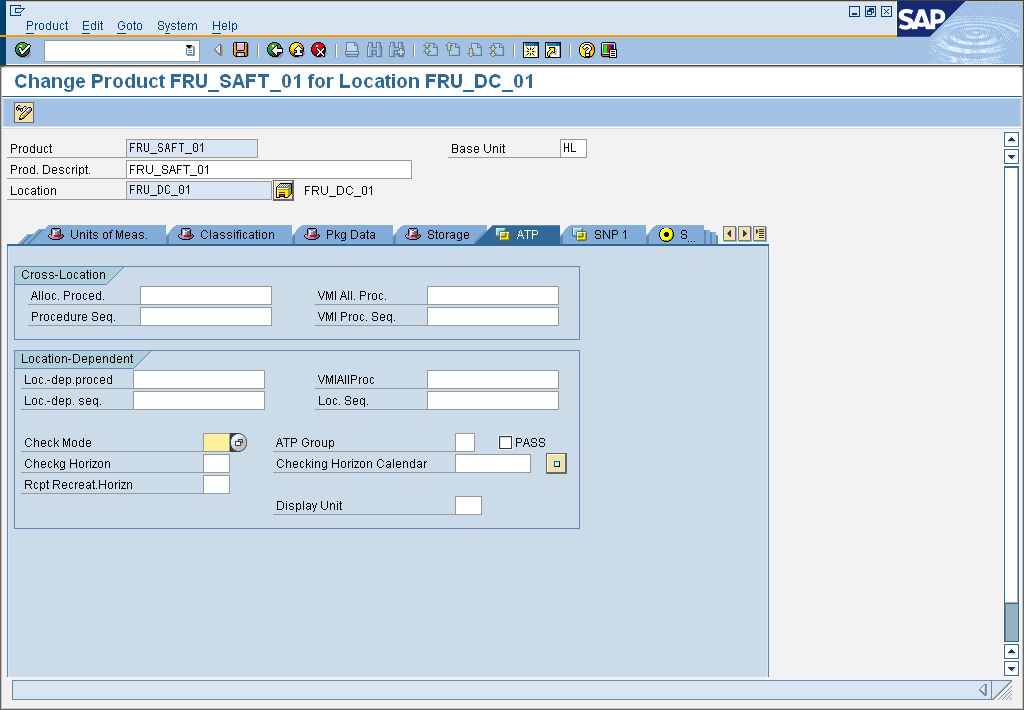 Product Edit Goto System Help
SAP
Change Product FRU_SAFT_01 for Location FRU_DC_01
Product FRU_SAFT_01 Base Unit HL
Prod. Descript. FRU_SAFT_01
Location FRU_DC_01 FRU_DC_01
Units of Meas. Classification Pkg Data Storage ATP SNP 1 S...
Cross-Location
Alloc. Proced. VMI All. Proc.
Procedure Seq. VMI Proc. Seq.
Location-Dependent
Loc.-dep.proced VMIAllProc
Loc.-dep. seq. Loc. Seq.
Check Mode ATP Group PASS
Checkg Horizon Checking Horizon Calendar
Rcpt Recreat.Horizn
Display Unit